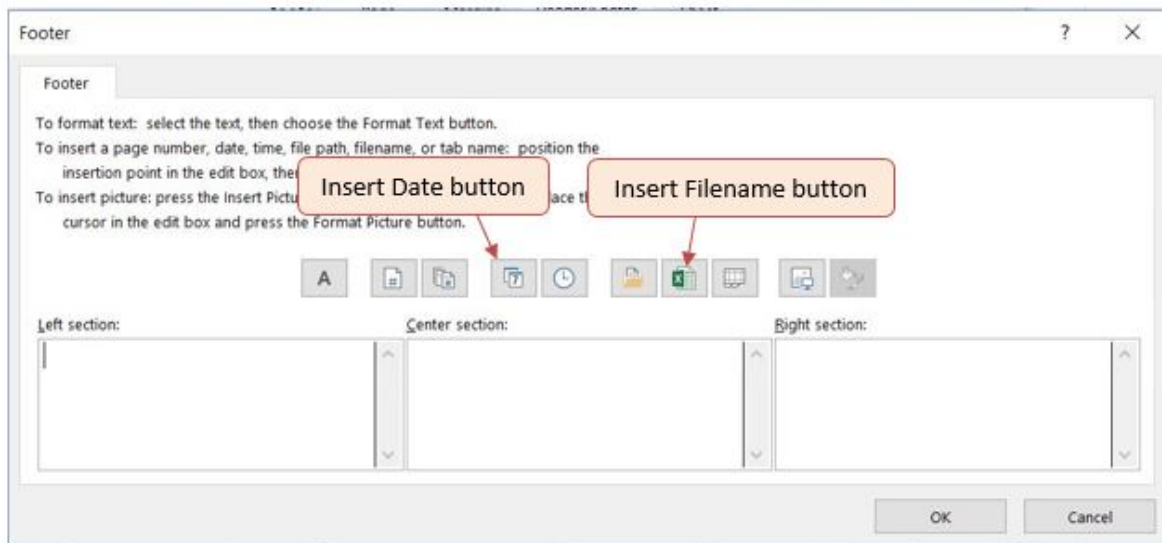 Footer
?
Footer
To format text: select the text, then choose the Format Text button.
To insert a page number, date, time, file path, filename, or tab name: position the
insertion point in the edit box, then
Insert Date button
Insert Filename button
To insert picture: press the Insert Pictu
cursor in the edit box and press the Format Picture button.
A
Left section:
Center section:
Right section:
OK
Cancel